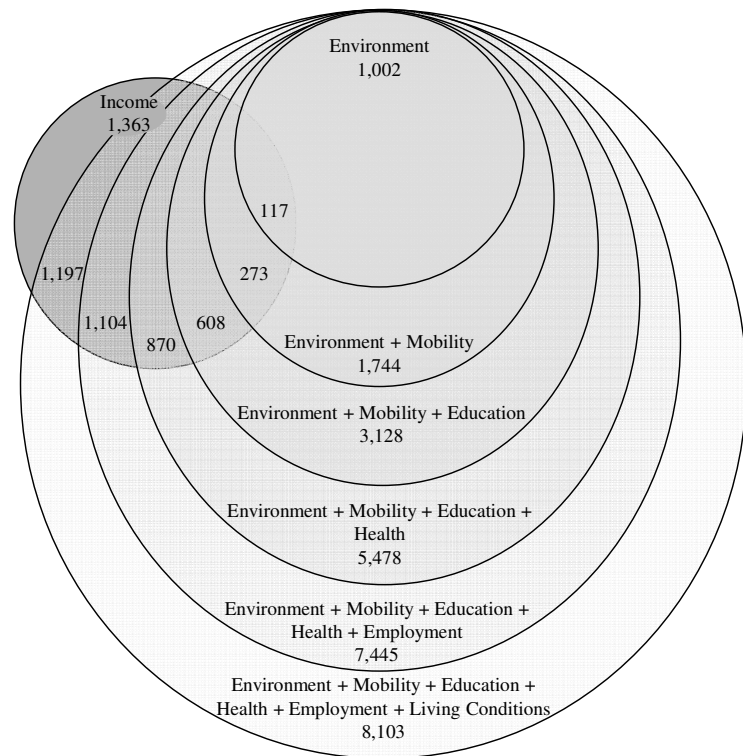 Environment
1,002
Income
1,363
117
273
1,197
1,104
608
870
Environment + Mobility
1,744
Environment + Mobility + Education
3,128
Environment + Mobility + Education +
Health
5,478
Environment + Mobility + Education +
Health + Employment
7,445
Environment + Mobility + Education +
Health + Employment + Living Conditions
8,103